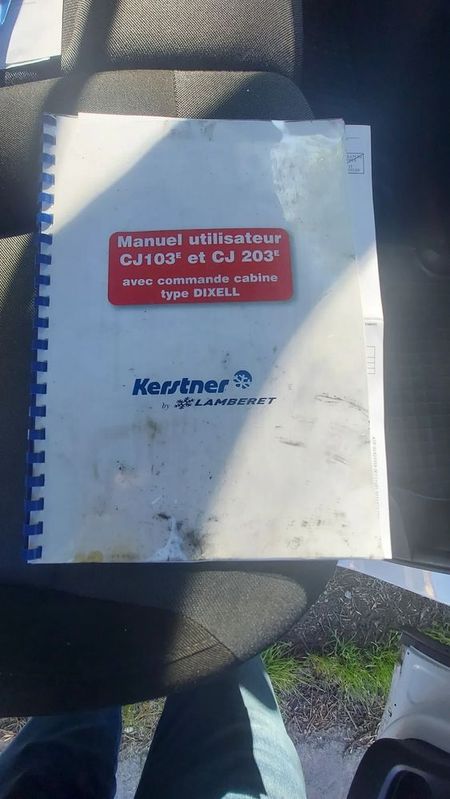 Manuel utilisateur
CJ103ᴱ et CJ 203ᴱ
avec commande cabine
type DIXELL
Kerstner
by LAMBERET